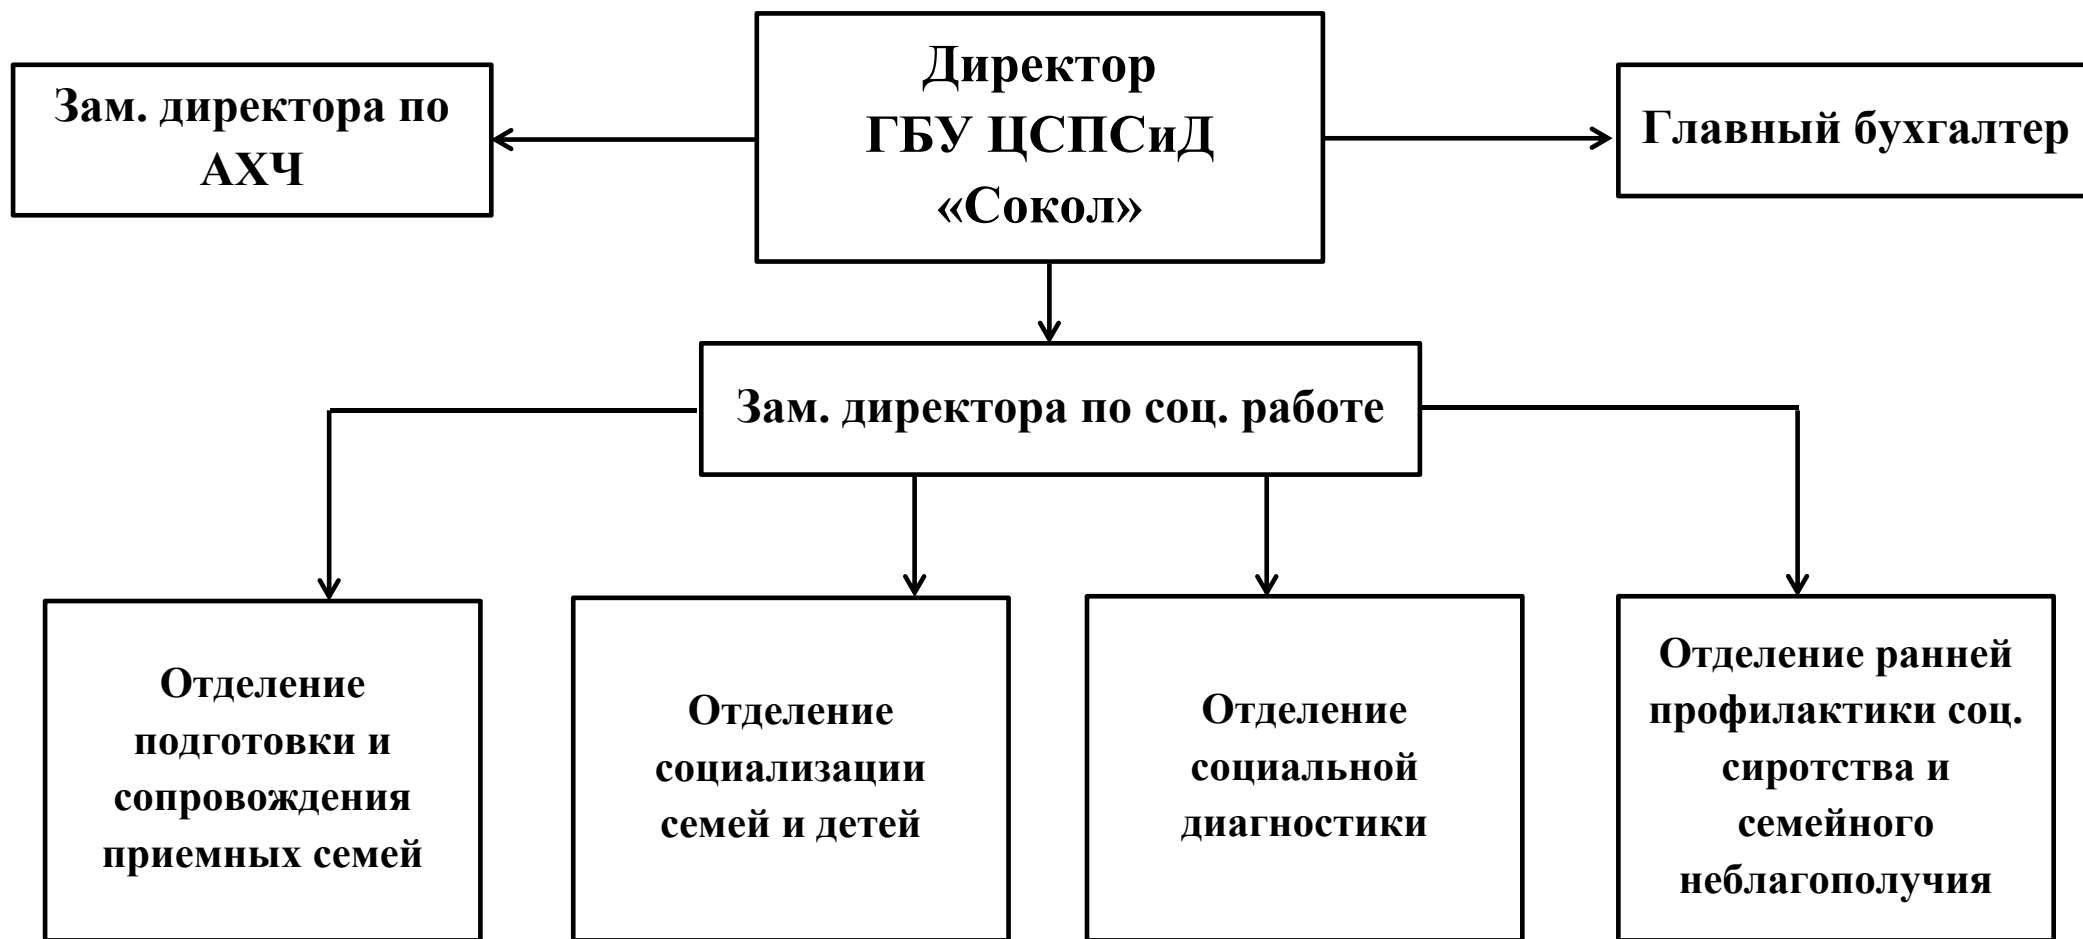 Директор
ГБУ ЦСПСиД
«Сокол»
Зам. директора по
АХЧ
Главный бухгалтер
Зам. директора по соц. работе
Отделение
подготовки и
сопровождения
приемных семей
Отделение
социализации
семей и детей
Отделение
социальной
диагностики
Отделение ранней
профилактики соц.
сиротства и
семейного
неблагополучия